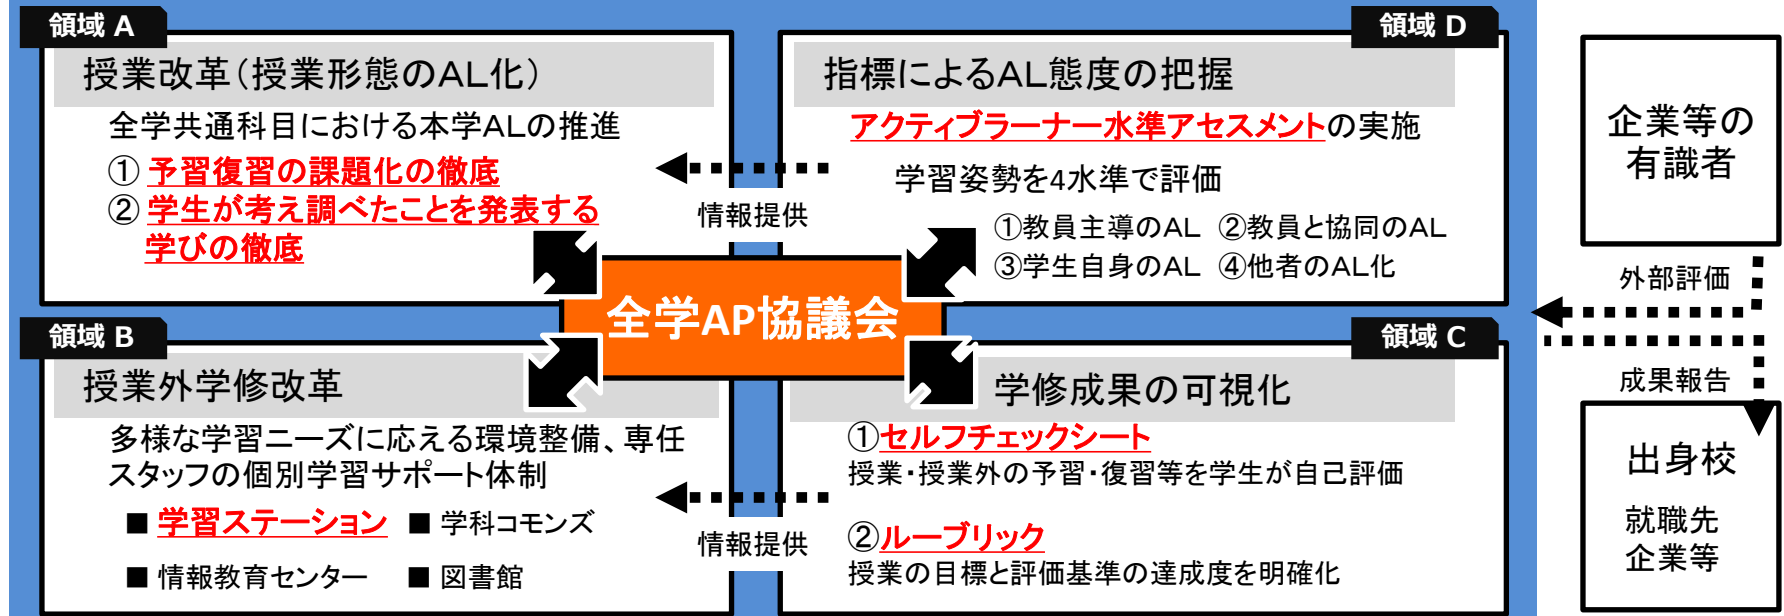 領域 A
授業改革（授業形態のAL化）
全学共通科目における本学ALの推進
① 予習復習の課題化の徹底
② 学生が考え調べたことを発表する
学びの徹底
領域 D
指標によるAL態度の把握
アクティブラーナー水準アセスメントの実施
学習姿勢を4水準で評価
①教員主導のAL ②教員と協同のAL
③学生自身のAL ④他者のAL化
情報提供
全学AP協議会
領域 B
授業外学修改革
多様な学習ニーズに応える環境整備、専任
スタッフの個別学習サポート体制
■ 学習ステーション ■ 学科コモンズ
■ 情報教育センター ■ 図書館
領域 C
学修成果の可視化
①セルフチェックシート
授業・授業外の予習・復習等を学生が自己評価
②ルーブリック
授業の目標と評価基準の達成度を明確化
情報提供
企業等の
有識者
外部評価
成果報告
出身校
就職先
企業等